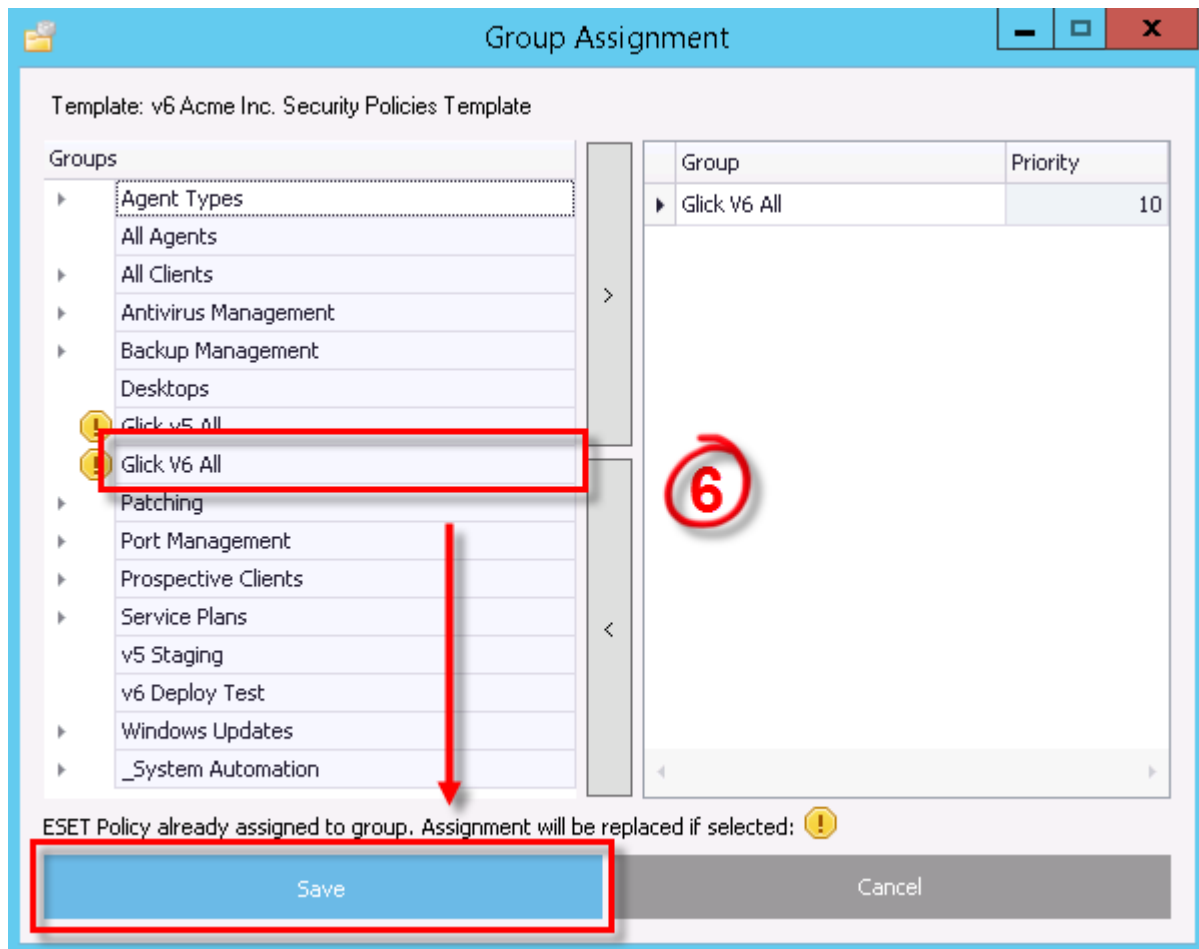 Group Assignment
Template: v6 Acme Inc. Security Policies Template
Groups
Agent Types
All Agents
All Clients
Antivirus Management
Backup Management
Desktops
Glick v5 All
Glick V6 All
Patching
Port Management
Prospective Clients
Service Plans
v5 Staging
v6 Deploy Test
Windows Updates
_System Automation
>
<
Group Priority
Glick V6 All 10
6
ESET Policy already assigned to group. Assignment will be replaced if selected:
Save
Cancel